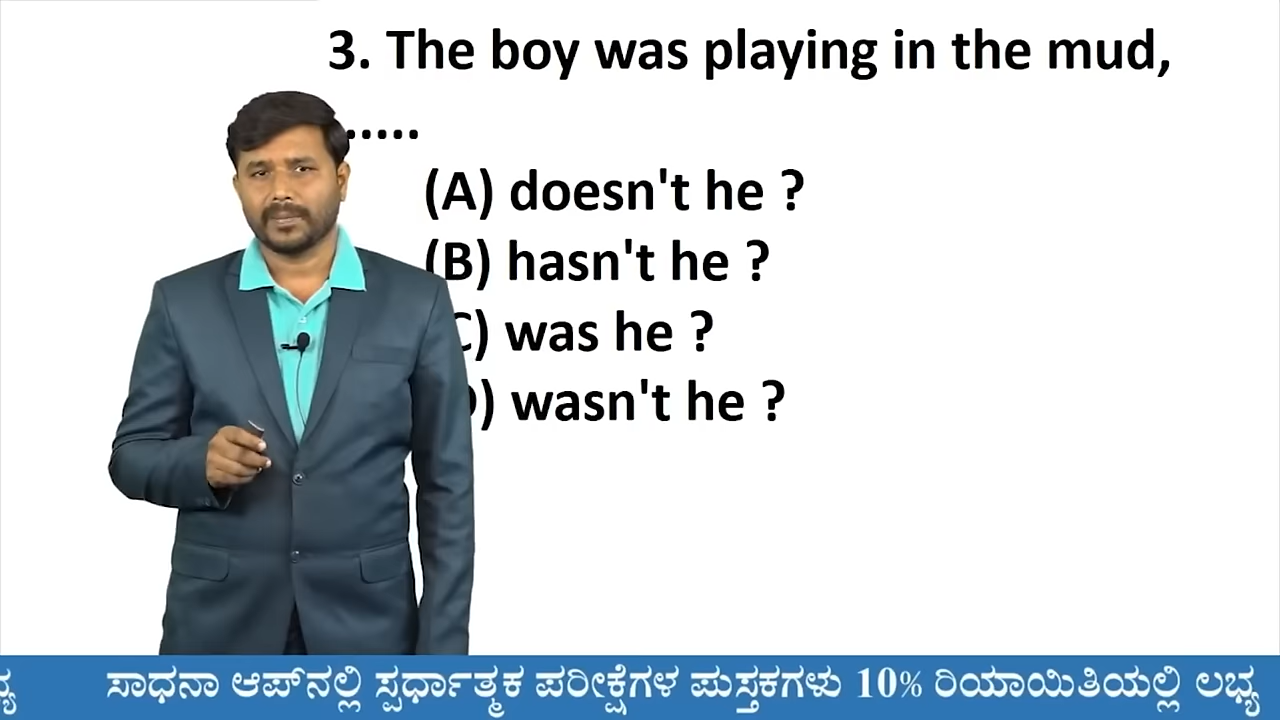 3. The boy was playing in the mud,
.....
(A) doesn't he ?
(B) hasn't he ?
C) was he ?
) wasn't he ?
ಸಾಧನಾ ಆಪ್‌ನಲ್ಲಿ ಸ್ಪರ್ಧಾತ್ಮಕ ಪರೀಕ್ಷೆಗಳ ಪುಸ್ತಕಗಳು 10% ರಿಯಾಯಿತಿಯಲ್ಲಿ ಲಭ್ಯ